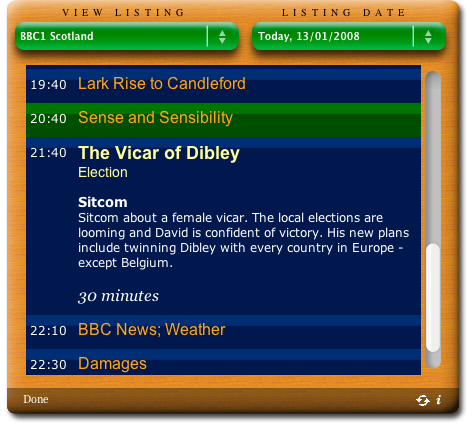 VIEW LISTING
LISTING DATE
BBC1 Scotland
Today, 13/01/2008
19:40 Lark Rise to Candleford
20:40 Sense and Sensibility
21:40 The Vicar of Dibley
Election
Sitcom
Sitcom about a female vicar. The local elections are
looming and David is confident of victory. His new plans
include twinning Dibley with every country in Europe -
except Belgium.
30 minutes
22:10 BBC News; Weather
22:30 Damages
Done
i